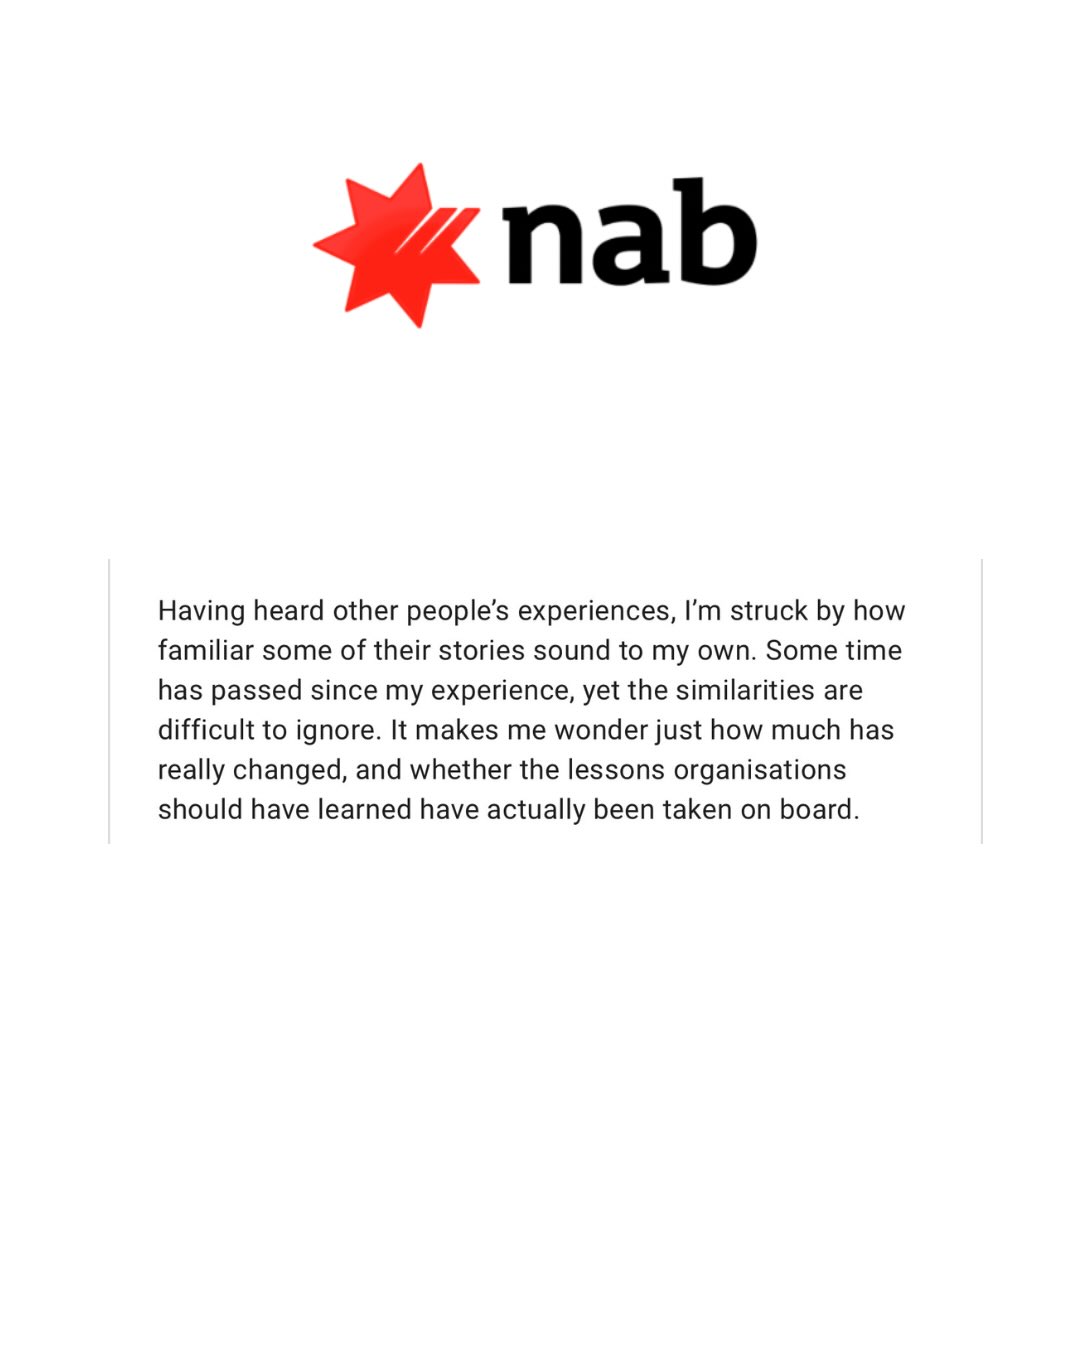 nab
Having heard other people’s experiences, I’m struck by how
familiar some of their stories sound to my own. Some time
has passed since my experience, yet the similarities are
difficult to ignore. It makes me wonder just how much has
really changed, and whether the lessons organisations
should have learned have actually been taken on board.